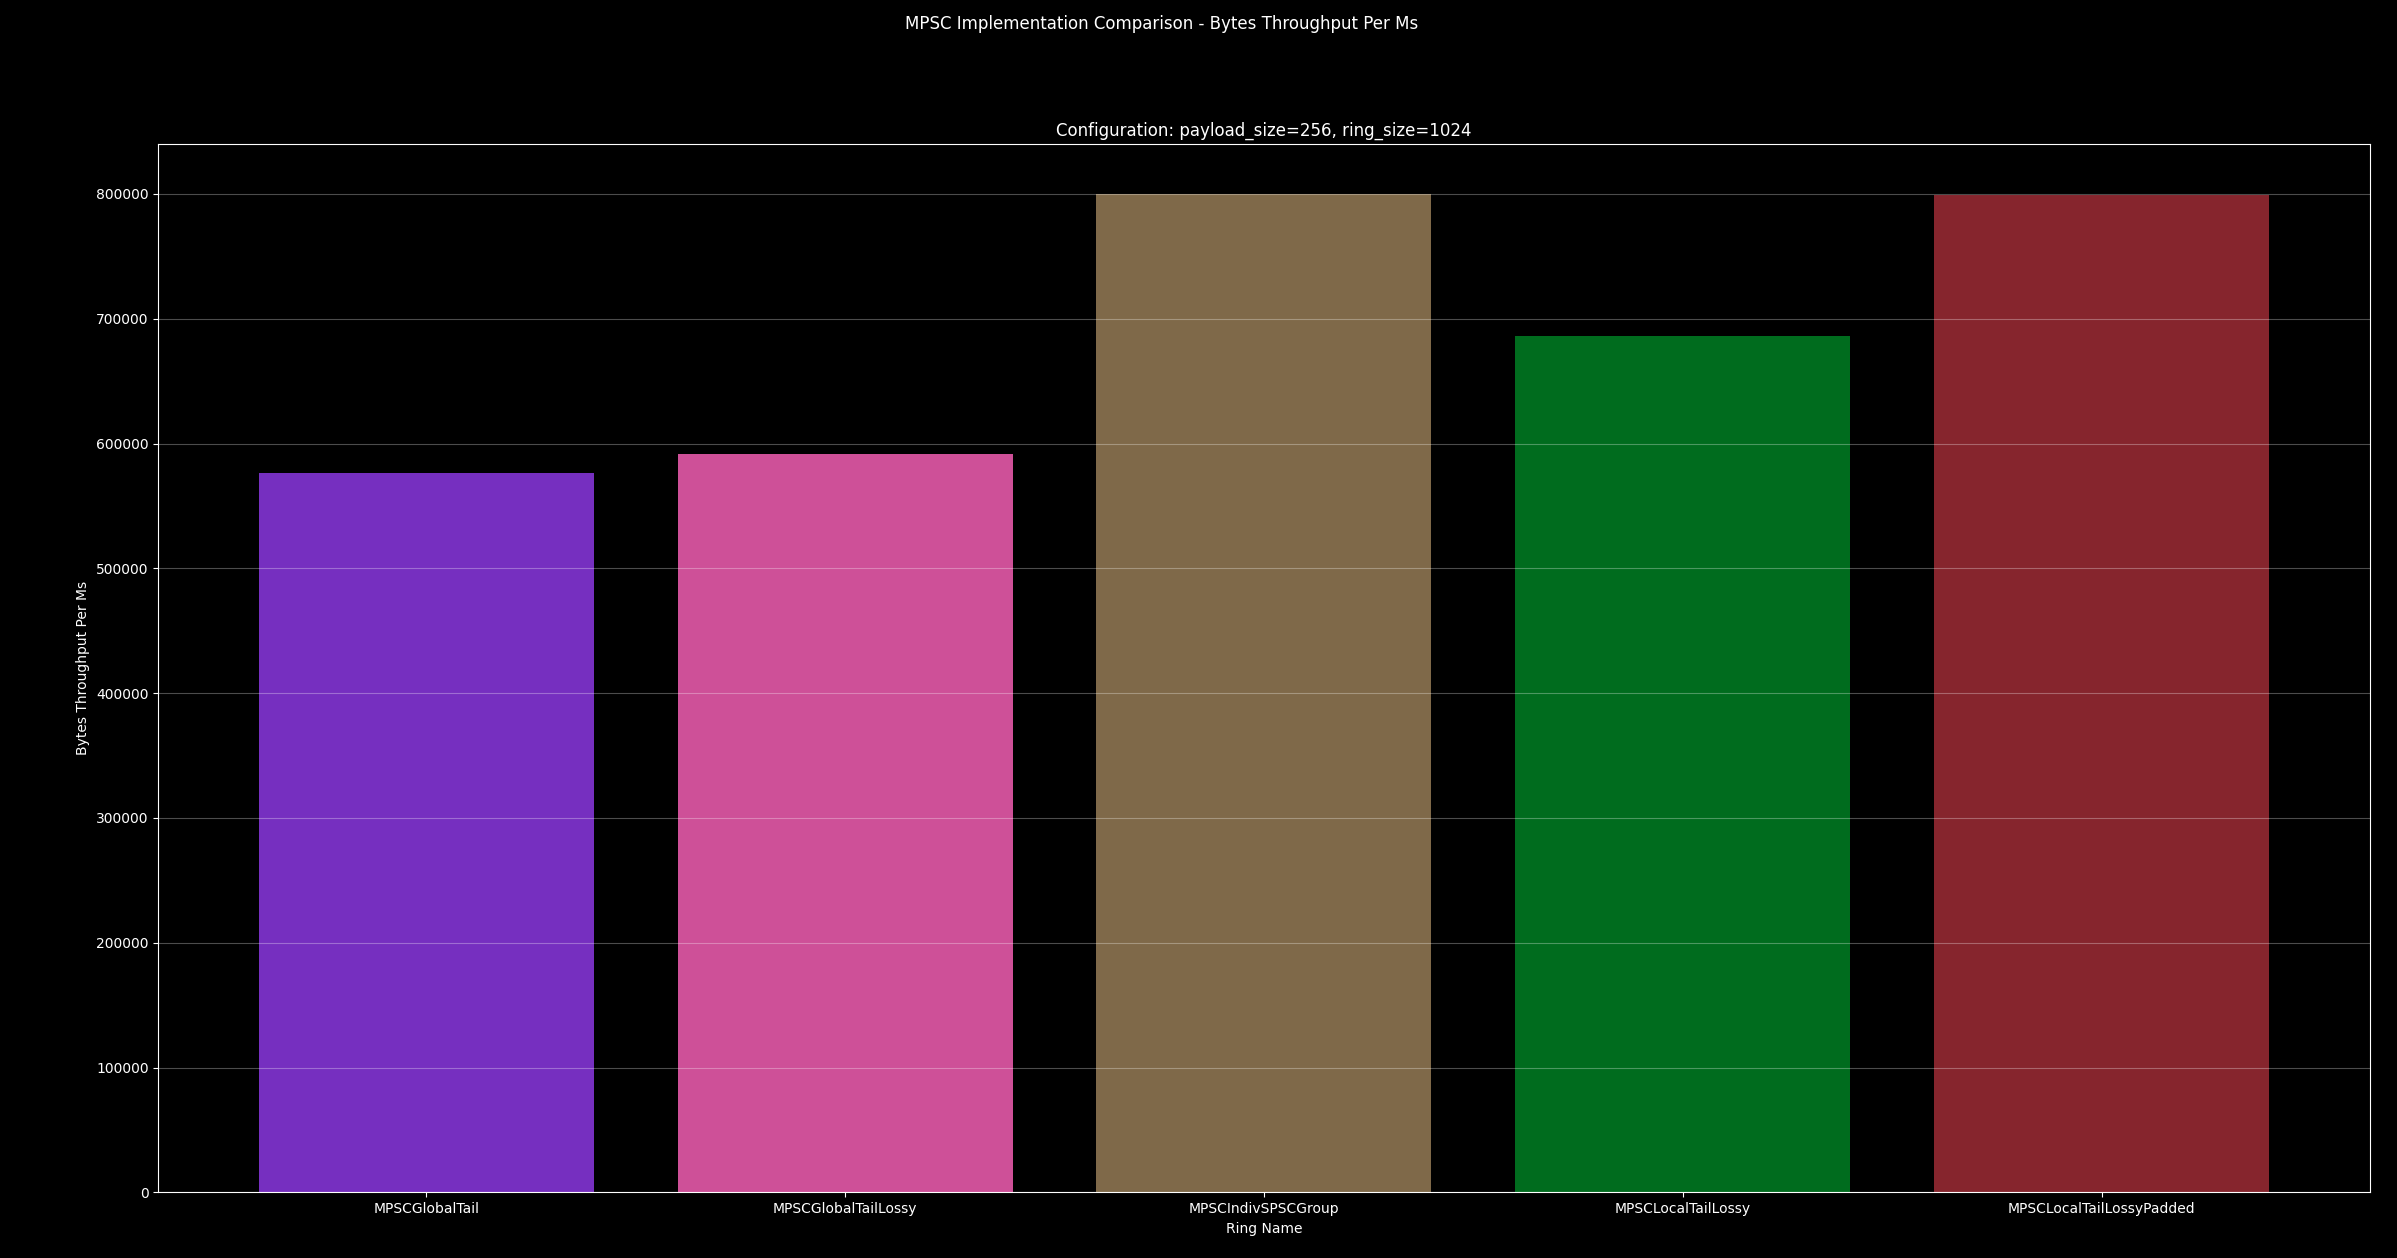 MPSC Implementation Comparison - Bytes Throughput Per Ms
Configuration: payload_size=256, ring_size=1024
800000
700000
600000
500000
400000
300000
200000
100000
0
Bytes Throughput Per Ms
MPSCGlobalTail
MPSCGlobalTailLossy
MPSCIndivSPSCGroup
MPSCLocalTailLossy
MPSCLocalTailLossyPadded
Ring Name